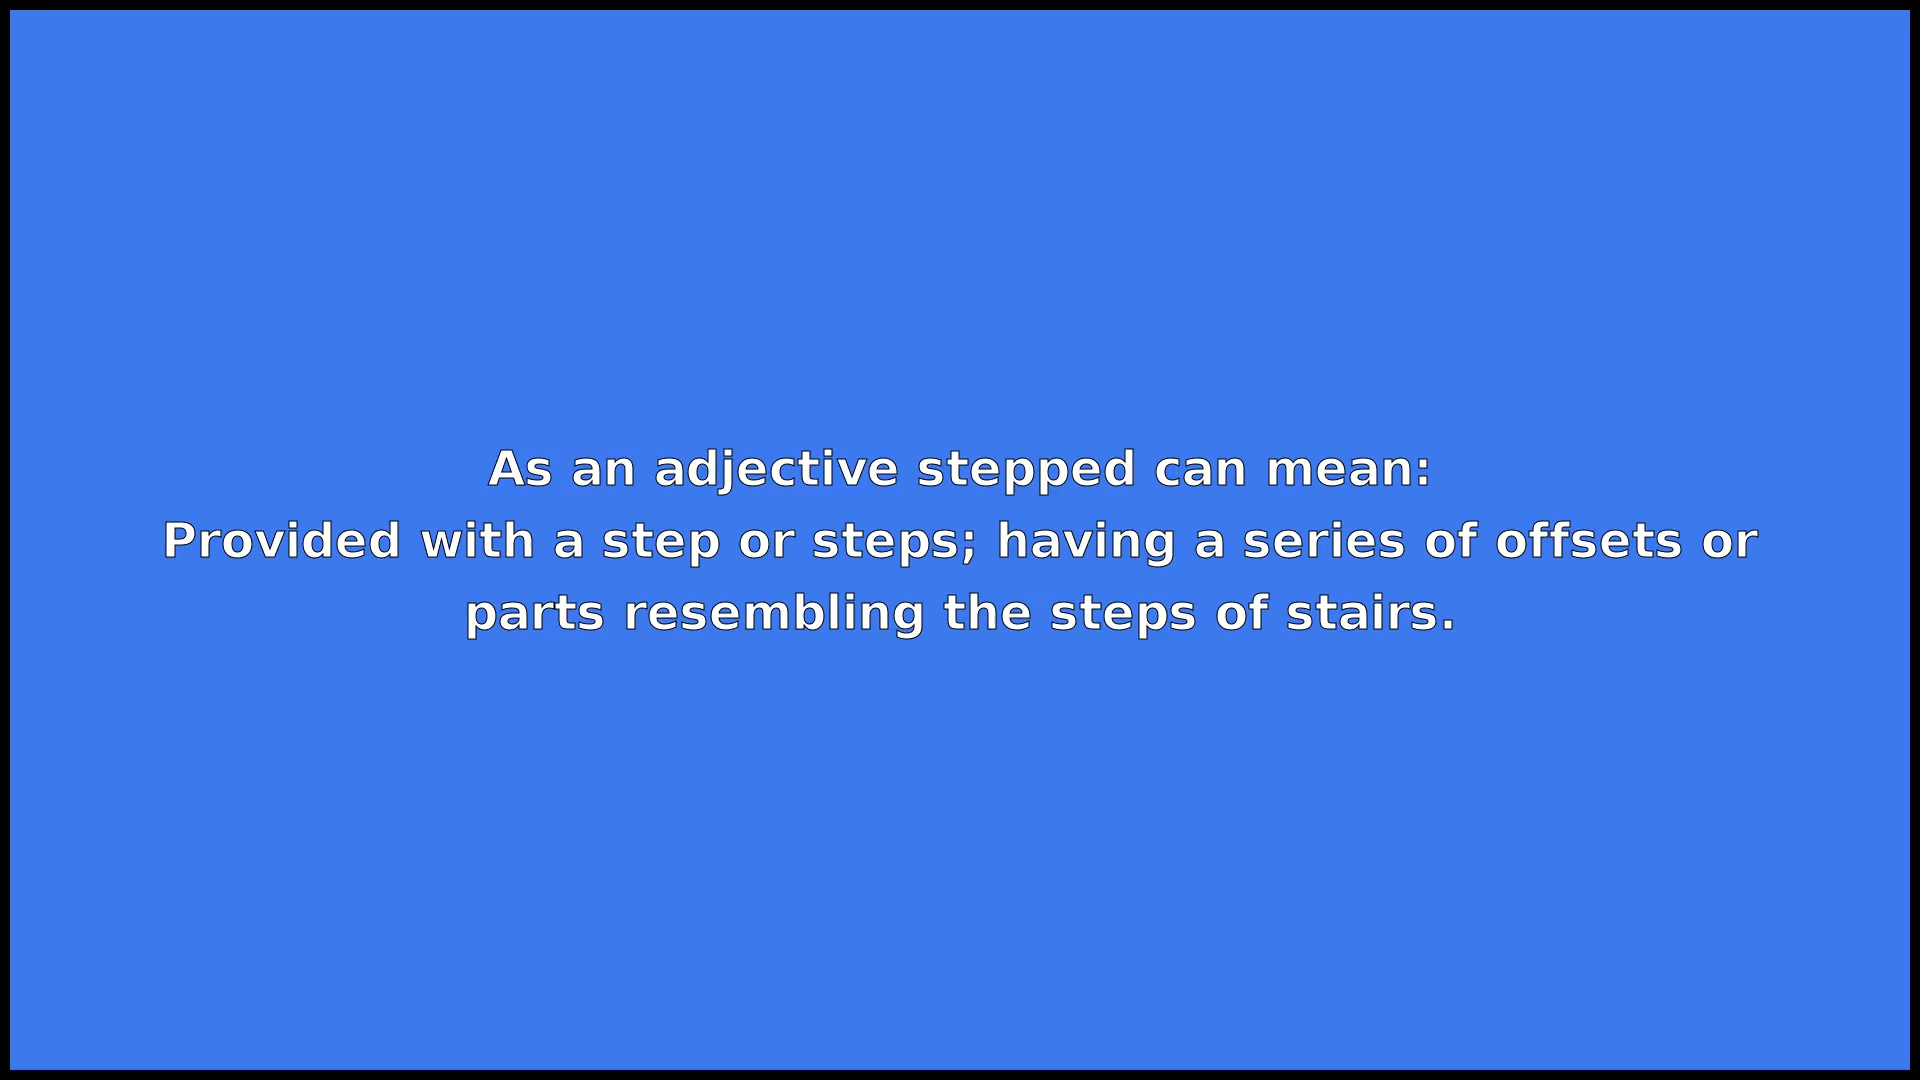 As an adjective stepped can mean:
Provided with a step or steps; having a series of offsets or
parts resembling the steps of stairs.